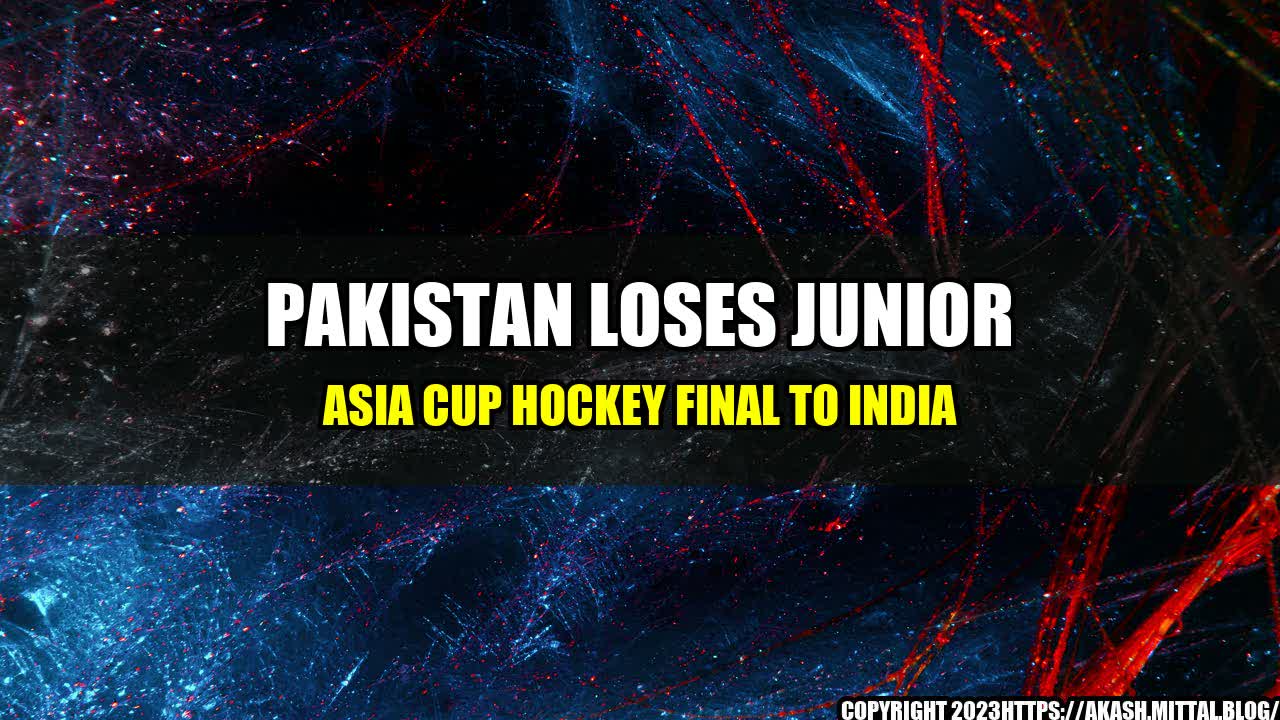 PAKISTAN LOSES JUNIOR
ASIA CUP HOCKEY FINAL TO INDIA
COPYRIGHT 2023HTTPS://AKASH.MITTAL.BLOG/